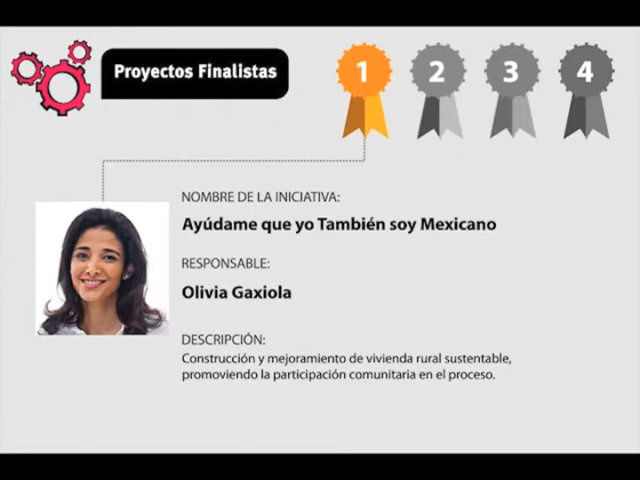 Proyectos Finalistas
1 2 3 4
NOMBRE DE LA INICIATIVA:
Ayúdame que yo También soy Mexicano
RESPONSABLE:
Olivia Gaxiola
DESCRIPCIÓN:
Construcción y mejoramiento de vivienda rural sustentable,
promoviendo la participación comunitaria en el proceso.